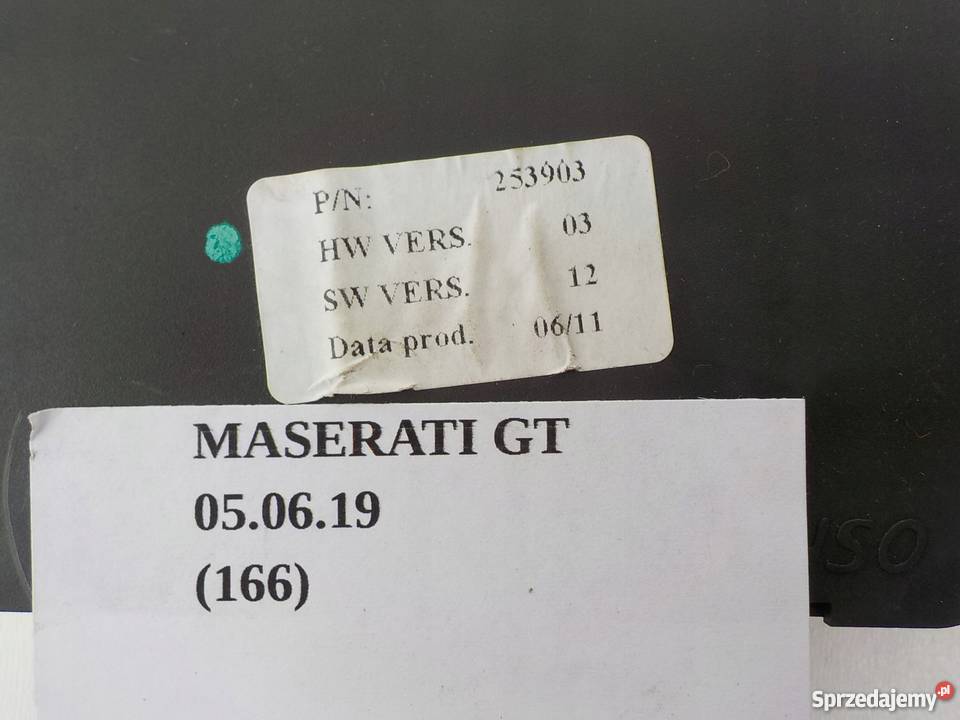 P/N: 253903
HW VERS. 03
SW VERS. 12
Data prod. 06/11
MASERATI GT
05.06.19
(166)
Sprzedajemy.pl